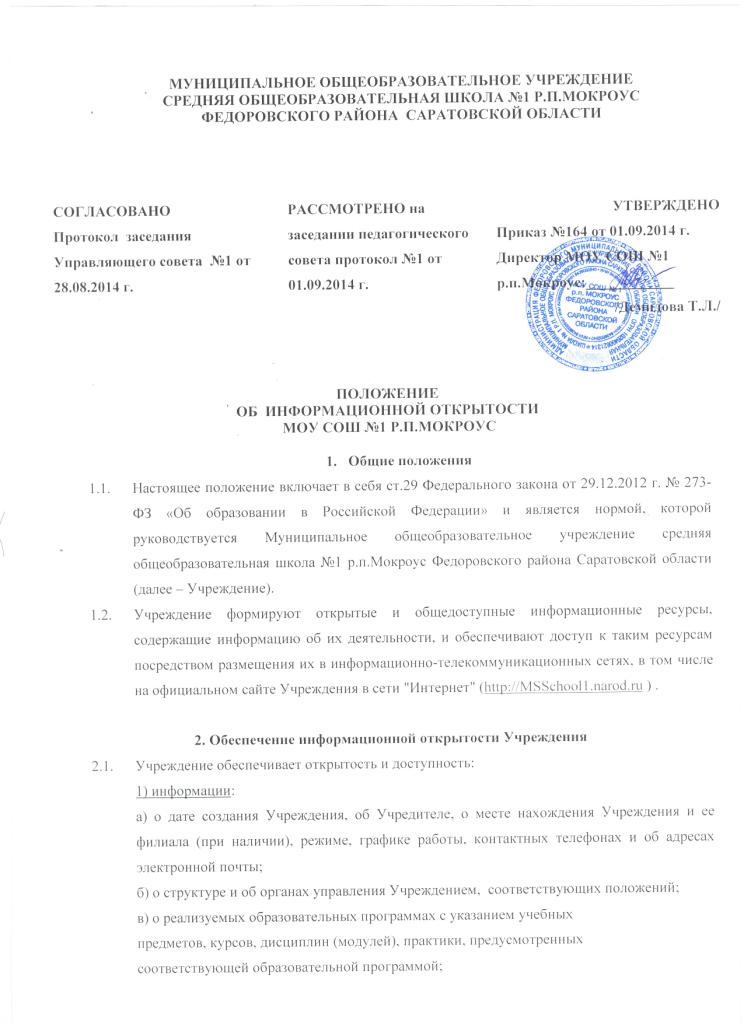 МУНИЦИПАЛЬНОЕ ОБЩЕОБРАЗОВАТЕЛЬНОЕ УЧРЕЖДЕНИЕ
СРЕДНЯЯ ОБЩЕОБРАЗОВАТЕЛЬНАЯ ШКОЛА №1 Р.П.МОКРОУС
ФЕДОРОВСКОГО РАЙОНА САРАТОВСКОЙ ОБЛАСТИ
СОГЛАСОВАНО
Протокол заседания
Управляющего совета №1 от
28.08.2014 г.
РАССМОТРЕНО на
заседании педагогического
совета протокол №1 от
01.09.2014 г.
УТВЕРЖДЕНО
Приказ №164 от 01.09.2014 г.
Директор МОУ СОШ №1
р.п.Мокроус:
Демидова Т.Л./
МОУ СОШ №1
р.п. МОКРОУС
ФЕДОРОВСКОГО
РАЙОНА
САРАТОВСКОЙ
ОБЛАСТИ
ПОЛОЖЕНИЕ
ОБ ИНФОРМАЦИОННОЙ ОТКРЫТОСТИ
МОУ СОШ №1 Р.П.МОКРОУС
1. Общие положения
1.1. Настоящее положение включает в себя ст.29 Федерального закона от 29.12.2012 г. № 273-
ФЗ «Об образовании в Российской Федерации» и является нормой, которой
руководствуется Муниципальное общеобразовательное учреждение средняя
общеобразовательная школа №1 р.п.Мокроус Федоровского района Саратовской области
(далее – Учреждение).
1.2. Учреждение формируют открытые и общедоступные информационные ресурсы,
содержащие информацию об их деятельности, и обеспечивают доступ к таким ресурсам
посредством размещения их в информационно-телекоммуникационных сетях, в том числе
на официальном сайте Учреждения в сети "Интернет" (http://MSSchool1.narod.ru ) .
2. Обеспечение информационной открытости Учреждения
2.1. Учреждение обеспечивает открытость и доступность:
1) информации:
а) о дате создания Учреждения, об Учредителе, о месте нахождения Учреждения и ее
филиала (при наличии), режиме, графике работы, контактных телефонах и об адресах
электронной почты;
б) о структуре и об органах управления Учреждением, соответствующих положений;
в) о реализуемых образовательных программах с указанием учебных
предметов, курсов, дисциплин (модулей), практики, предусмотренных
соответствующей образовательной программой;